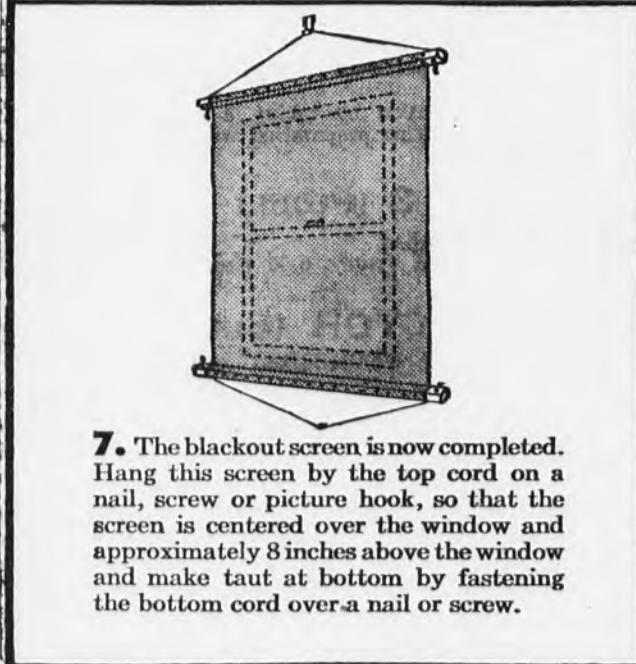 7. The blackout screen is now completed.
Hang this screen by the top cord on a
nail, screw or picture hook, so that the
screen is centered over the window and
approximately 8 inches above the window
and make taut at bottom by fastening
the bottom cord over a nail or screw.